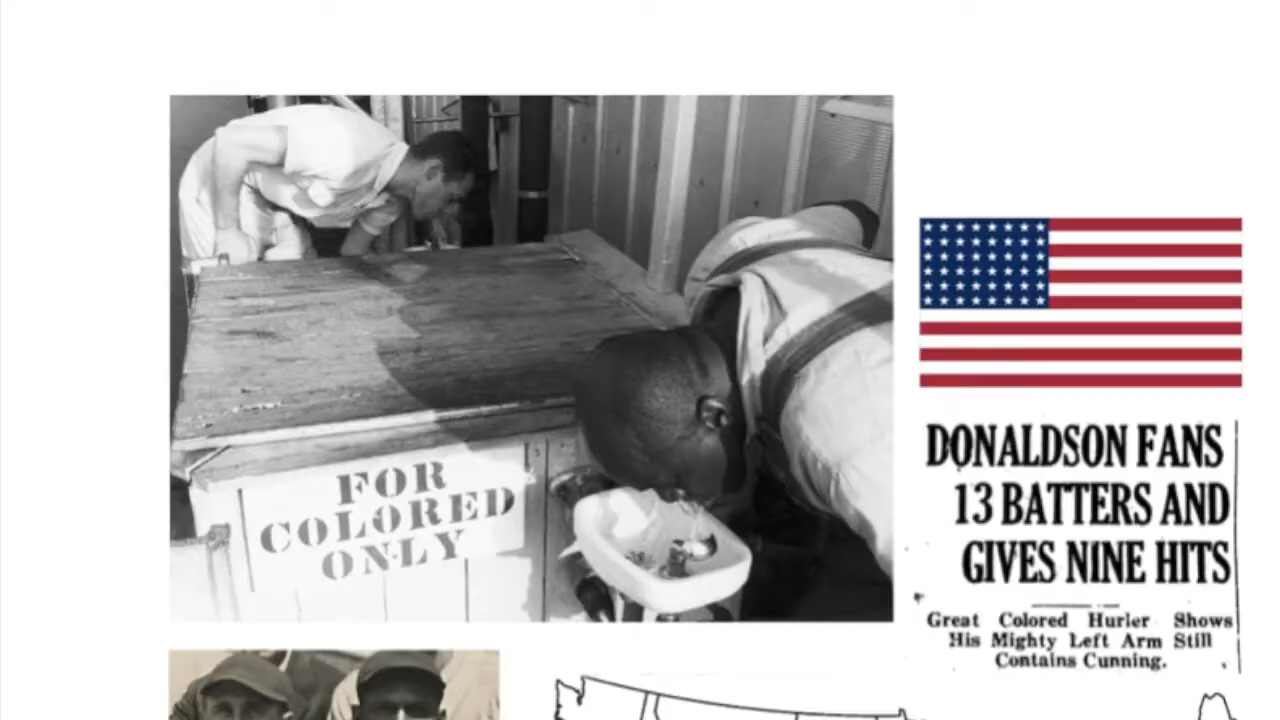 FOR
COLORED
ONLY
DONALDSON FANS
13 BATTERS AND
GIVES NINE HITS
Great Colored Hurler Shows
His Mighty Left Arm Still
Contains Cunning.